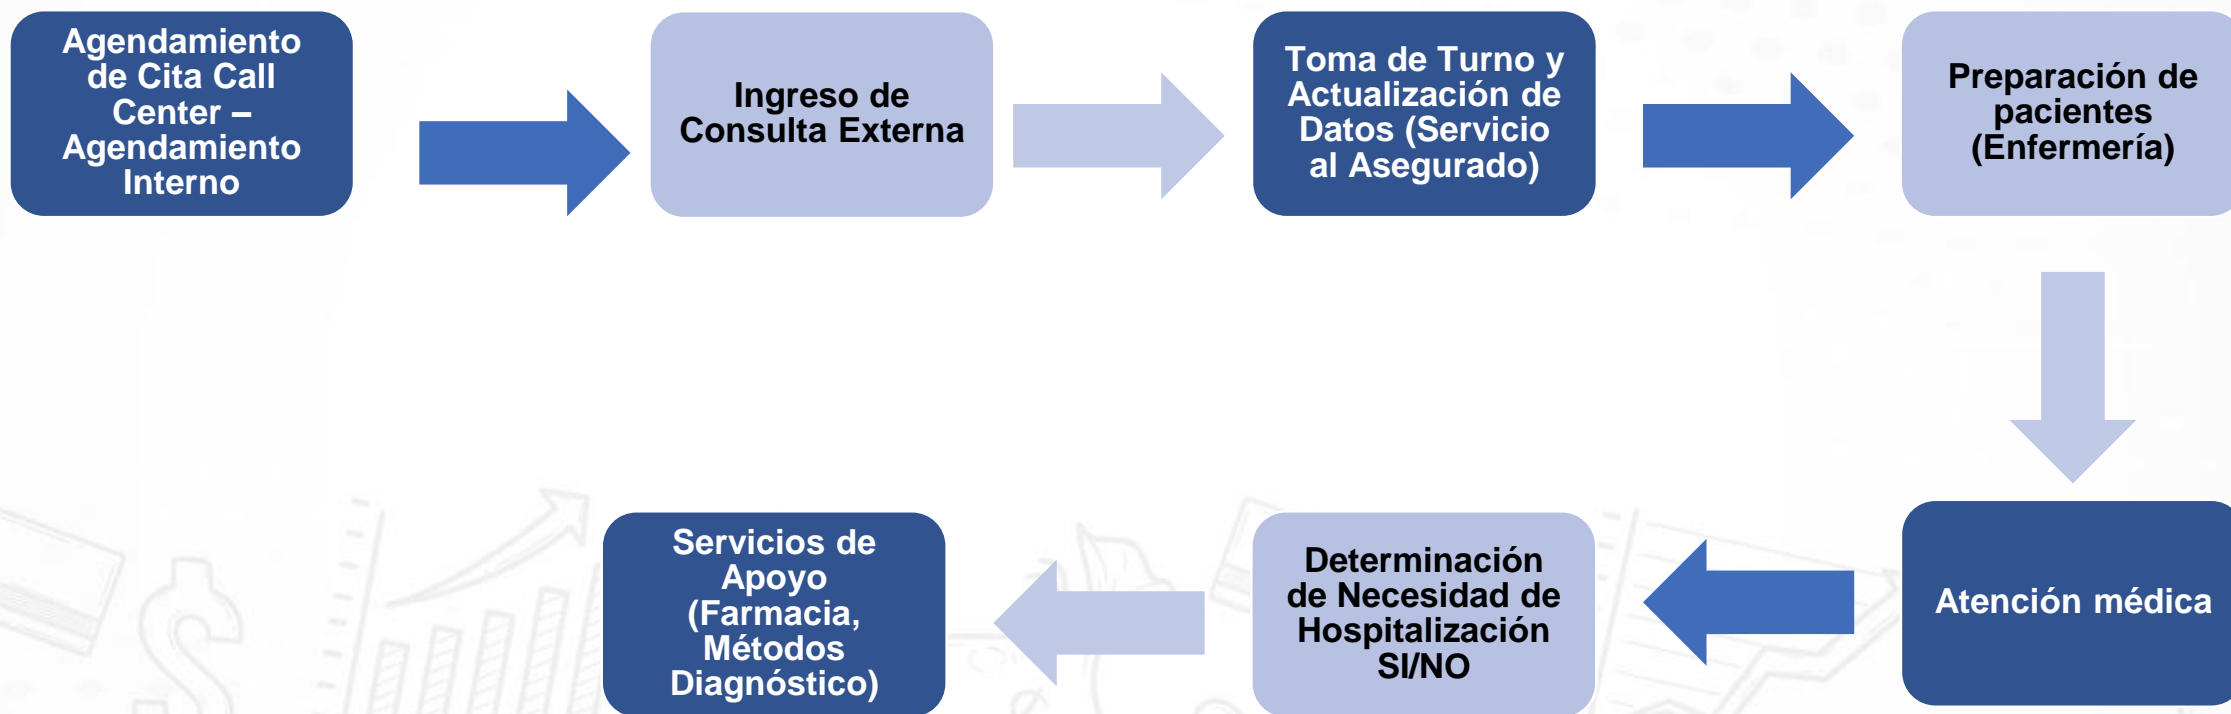 Agendamiento
de Cita Call
Center –
Agendamiento
Interno
Ingreso de
Consulta Externa
Toma de Turno y
Actualización de
Datos (Servicio
al Asegurado)
Preparación de
pacientes
(Enfermería)
Atención médica
Determinación
de Necesidad de
Hospitalización
SI/NO
Servicios de
Apoyo
(Farmacia,
Métodos
Diagnóstico)